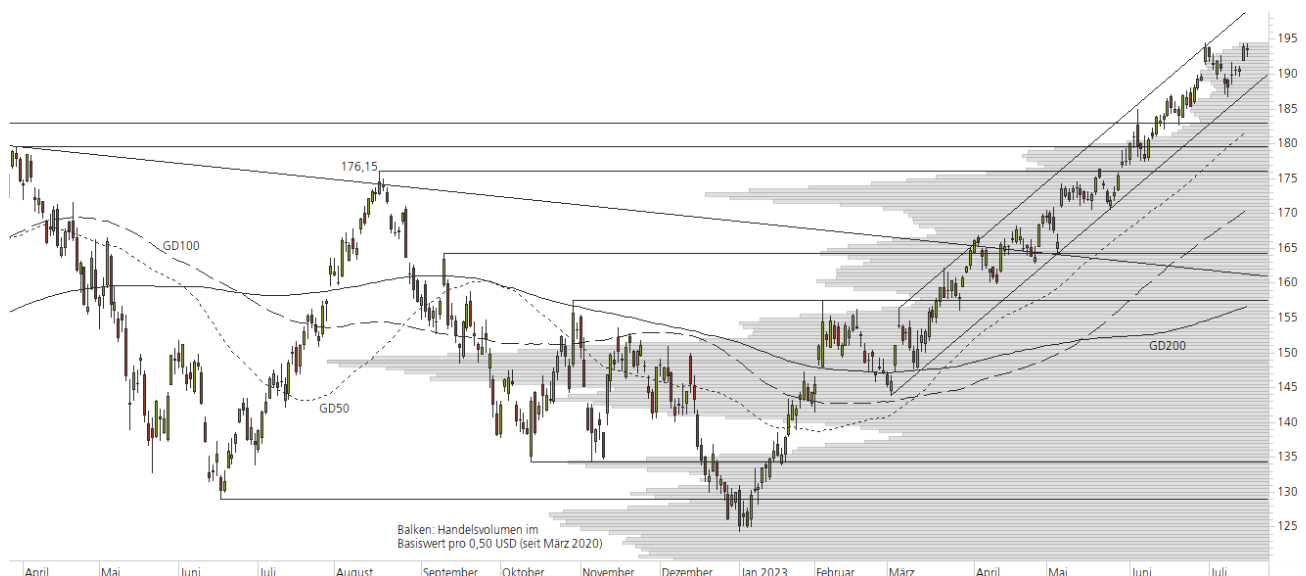 195
190
185
180
176,15
175
170
GD100
165
160
155
GD200
150
145
GD50
140
135
130
Balken: Handelsvolumen im
Basiswert pro 0,50 USD (seit März 2020)
125
April Mai Juni Juli August September Oktober November Dezember Jan 2023 Februar März April Mai Juni Juli